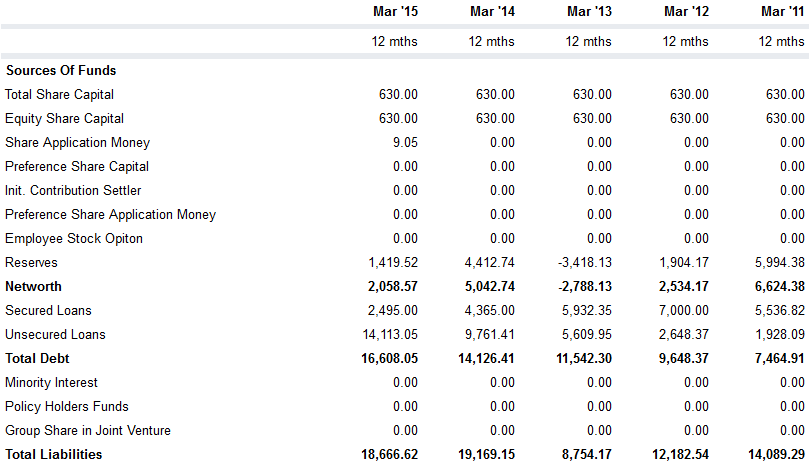 Mar '15 Mar '14 Mar '13 Mar '12 Mar '11
12 mths 12 mths 12 mths 12 mths 12 mths
Sources Of Funds
Total Share Capital 630.00 630.00 630.00 630.00 630.00
Equity Share Capital 630.00 630.00 630.00 630.00 630.00
Share Application Money 9.05 0.00 0.00 0.00 0.00
Preference Share Capital 0.00 0.00 0.00 0.00 0.00
Init. Contribution Settler 0.00 0.00 0.00 0.00 0.00
Preference Share Application Money 0.00 0.00 0.00 0.00 0.00
Employee Stock Opiton 0.00 0.00 0.00 0.00 0.00
Reserves 1,419.52 4,412.74 -3,418.13 1,904.17 5,994.38
Networth 2,058.57 5,042.74 -2,788.13 2,534.17 6,624.38
Secured Loans 2,495.00 4,365.00 5,932.35 7,000.00 5,536.82
Unsecured Loans 14,113.05 9,761.41 5,609.95 2,648.37 1,928.09
Total Debt 16,608.05 14,126.41 11,542.30 9,648.37 7,464.91
Minority Interest 0.00 0.00 0.00 0.00 0.00
Policy Holders Funds 0.00 0.00 0.00 0.00 0.00
Group Share in Joint Venture 0.00 0.00 0.00 0.00 0.00
Total Liabilities 18,666.62 19,169.15 8,754.17 12,182.54 14,089.29